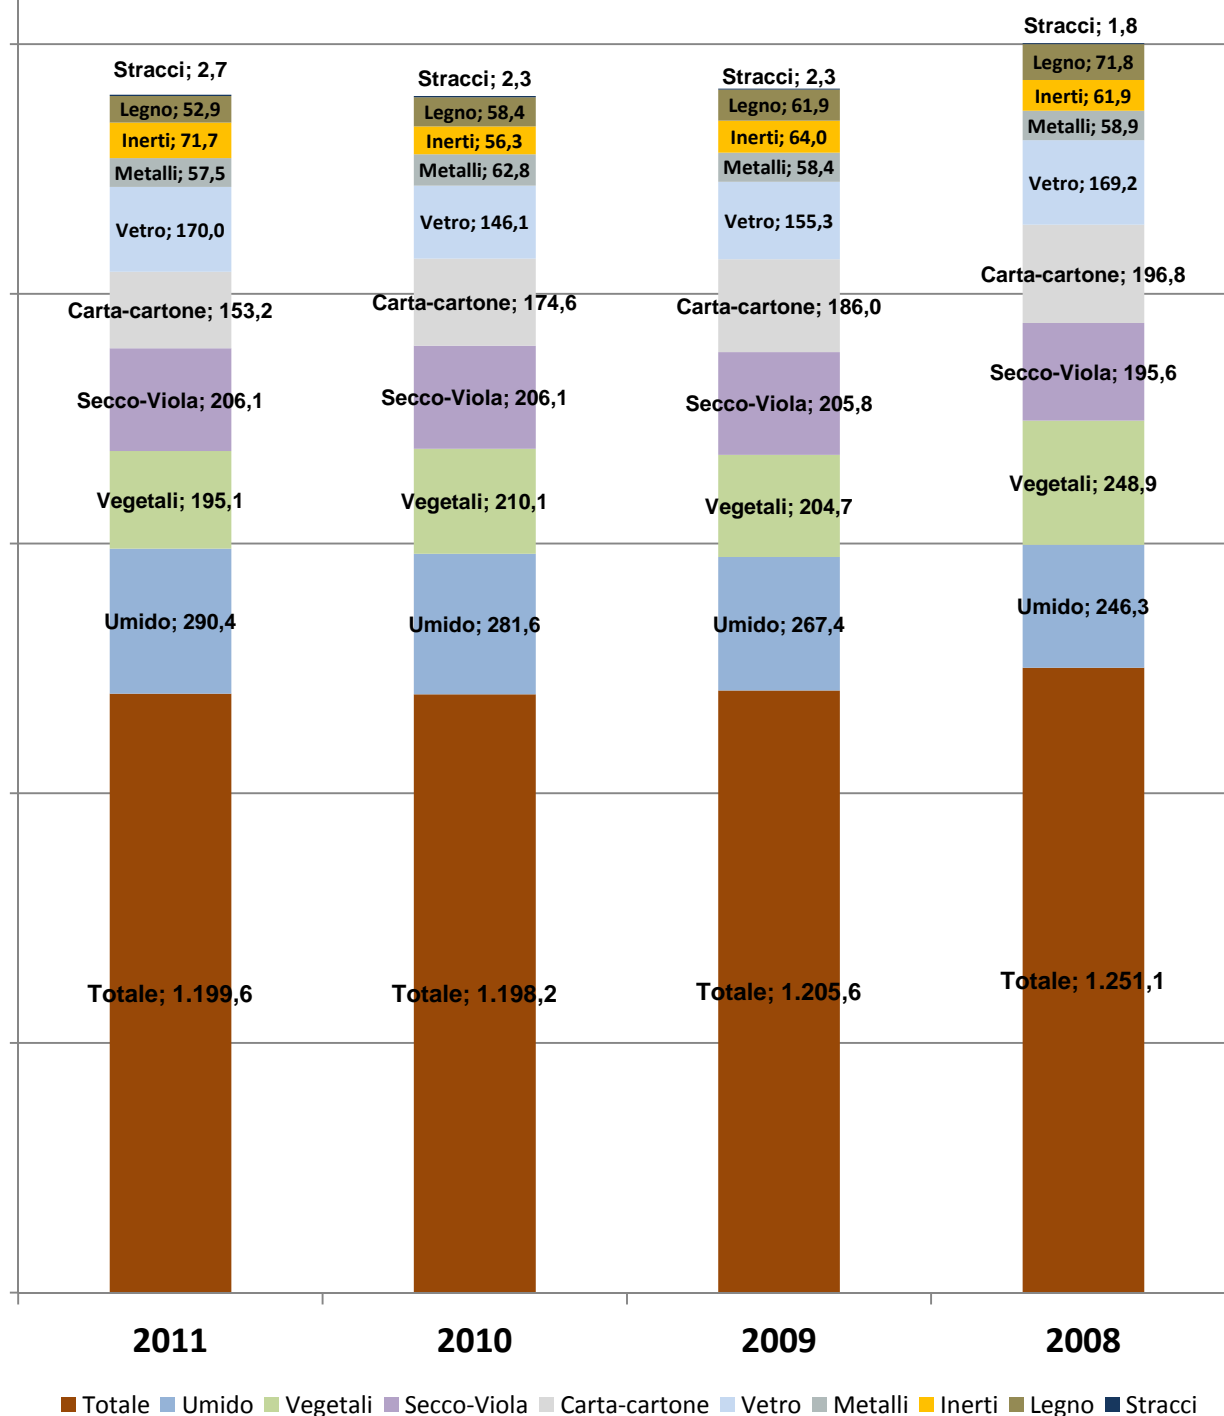 Stracci; 2,7
Legno; 52,9
Inerti; 71,7
Metalli; 57,5
Vetro; 170,0
Carta-cartone; 153,2
Secco-Viola; 206,1
Vegetali; 195,1
Umido; 290,4
Totale; 1.199,6
2011
Stracci; 2,3
Legno; 58,4
Inerti; 56,3
Metalli; 62,8
Vetro; 146,1
Carta-cartone; 174,6
Secco-Viola; 206,1
Vegetali; 210,1
Umido; 281,6
Totale; 1.198,2
2010
Stracci; 2,3
Legno; 61,9
Inerti; 64,0
Metalli; 58,4
Vetro; 155,3
Carta-cartone; 186,0
Secco-Viola; 205,8
Vegetali; 204,7
Umido; 267,4
Totale; 1.205,6
2009
Stracci; 1,8
Legno; 71,8
Inerti; 61,9
Metalli; 58,9
Vetro; 169,2
Carta-cartone; 196,8
Secco-Viola; 195,6
Vegetali; 248,9
Umido; 246,3
Totale; 1.251,1
2008
Totale Umido Vegetali Secco-Viola Carta-cartone Vetro Metalli Inerti Legno Stracci